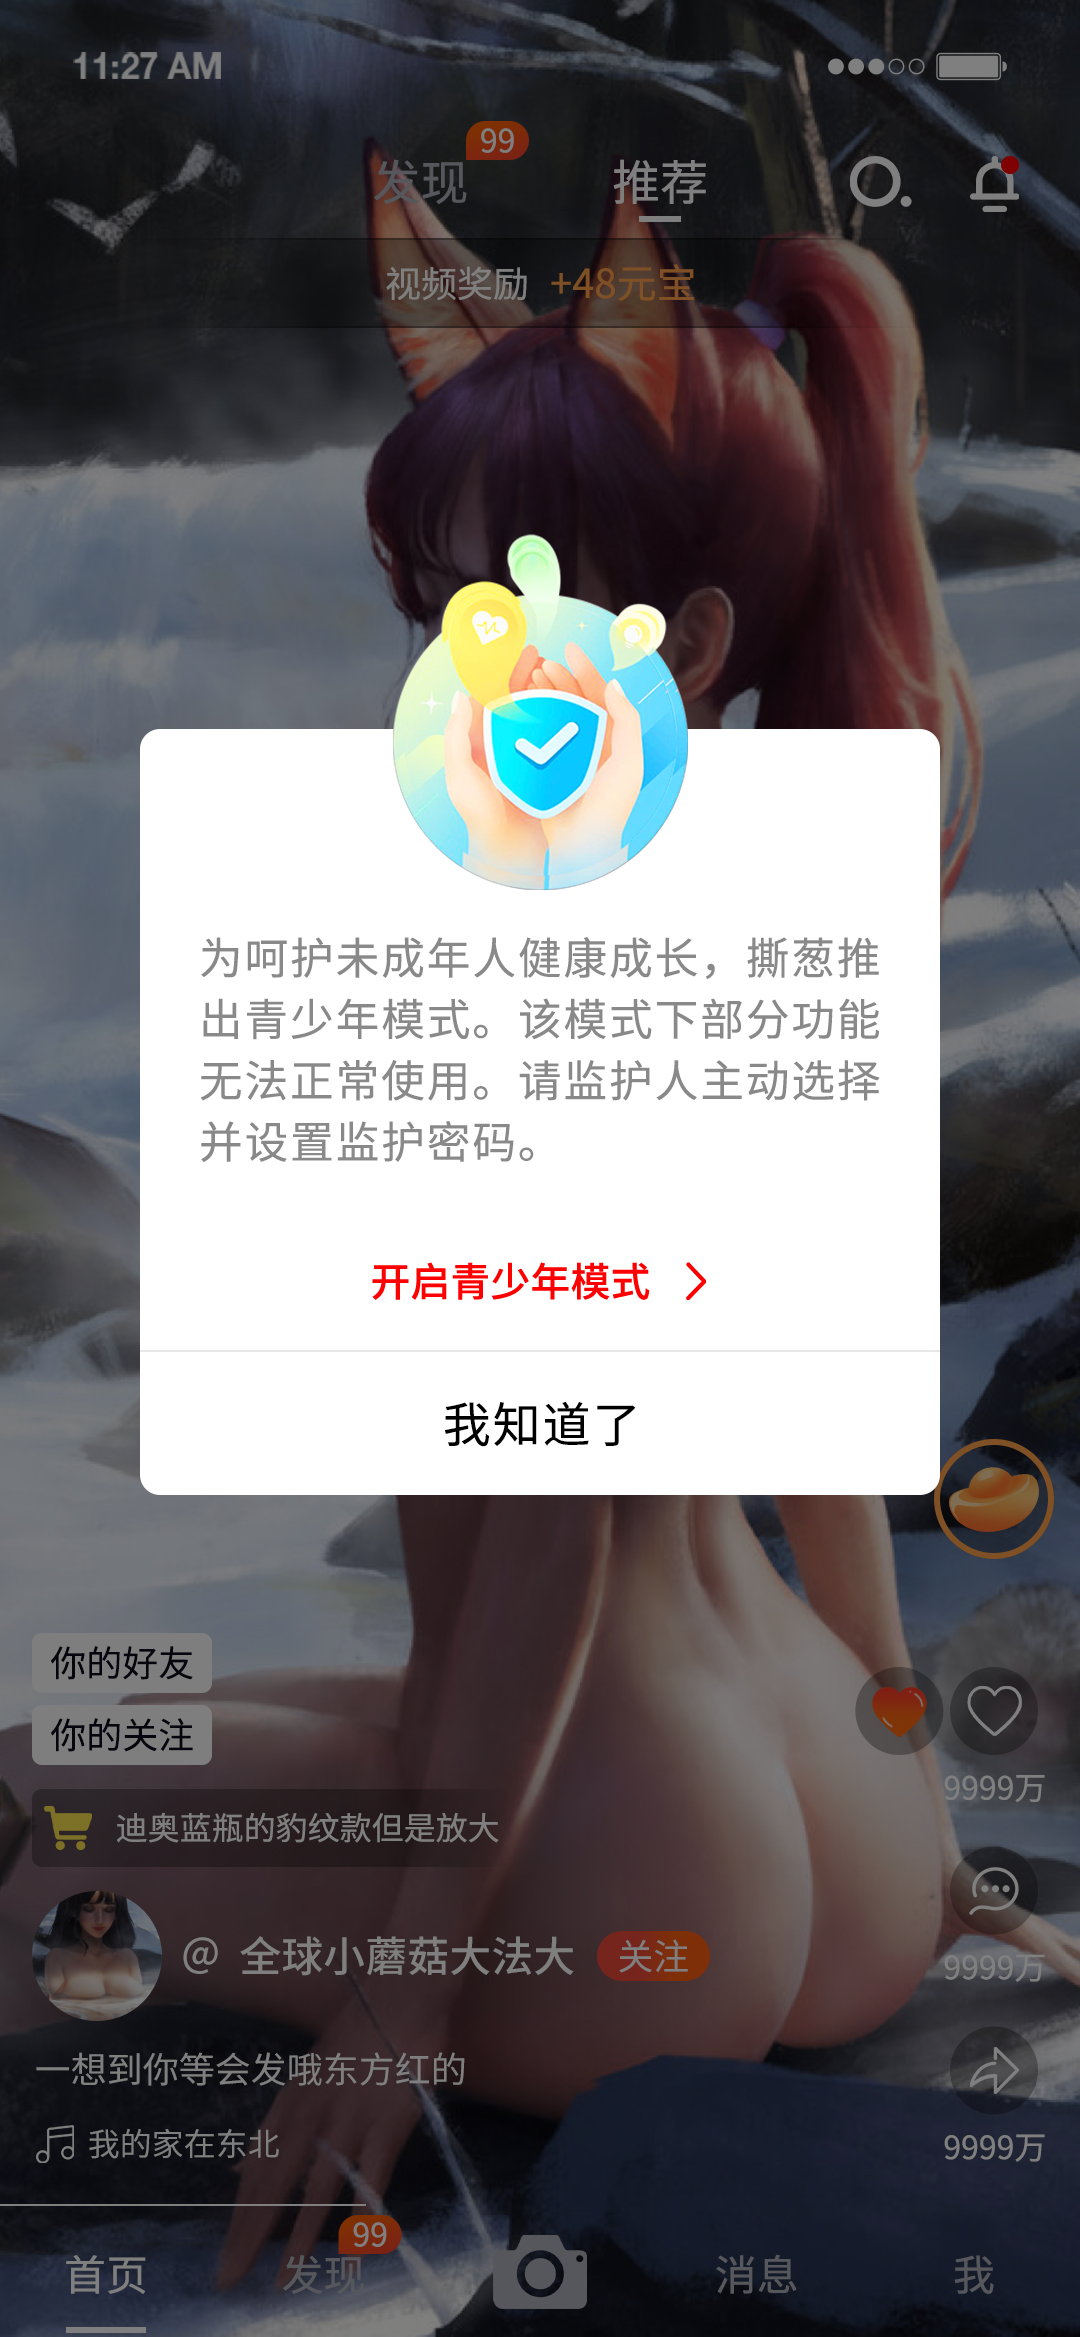 11:27 AM
发现
99
推荐
视频奖励 +48元宝
为呵护未成年人健康成长，撕葱推
出青少年模式。该模式下部分功能
无法正常使用。请监护人主动选择
并设置监护密码。
开启青少年模式
我知道了
你的好友
你的关注
9999万
迪奥蓝瓶的豹纹款但是放大
@ 全球小蘑菇大法大 关注
9999万
一想到你等会发哦东方红的
我的家在东北
9999万
首页
发现
99
消息
我